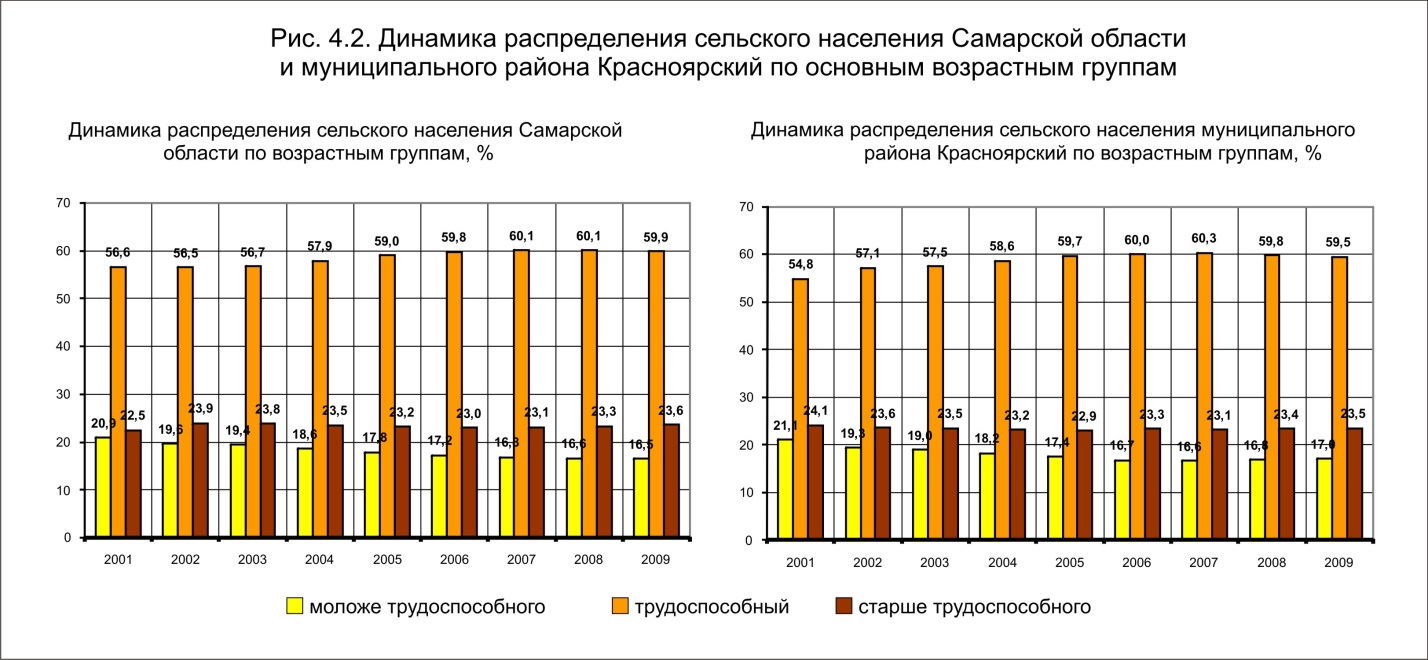 Рис. 4.2. Динамика распределения сельского населения Самарской области
и муниципального района Красноярский по основным возрастным группам
Динамика распределения сельского населения Самарской
области по возрастным группам, %
70
60
50
40
30
20
10
0
56,6 56,5 56,7 57,9 59,0 59,8 60,1 60,1 59,9
20,9 22,5 19,6 23,9 19,4 23,8 18,6 23,5 17,8 23,2 17,2 23,0 16,3 23,1 16,6 23,3 16,5 23,6
2001 2002 2003 2004 2005 2006 2007 2008 2009
Динамика распределения сельского населения муниципального
района Красноярский по возрастным группам, %
70
60
50
40
30
20
10
0
54,8 57,1 57,5 58,6 59,7 60,0 60,3 59,8 59,5
21,1 24,1 19,3 23,6 19,0 23,5 18,2 23,2 17,4 22,9 16,7 23,3 16,6 23,1 16,8 23,4 17,0 23,5
2001 2002 2003 2004 2005 2006 2007 2008 2009
моложе трудоспособного трудоспособный старше трудоспособного